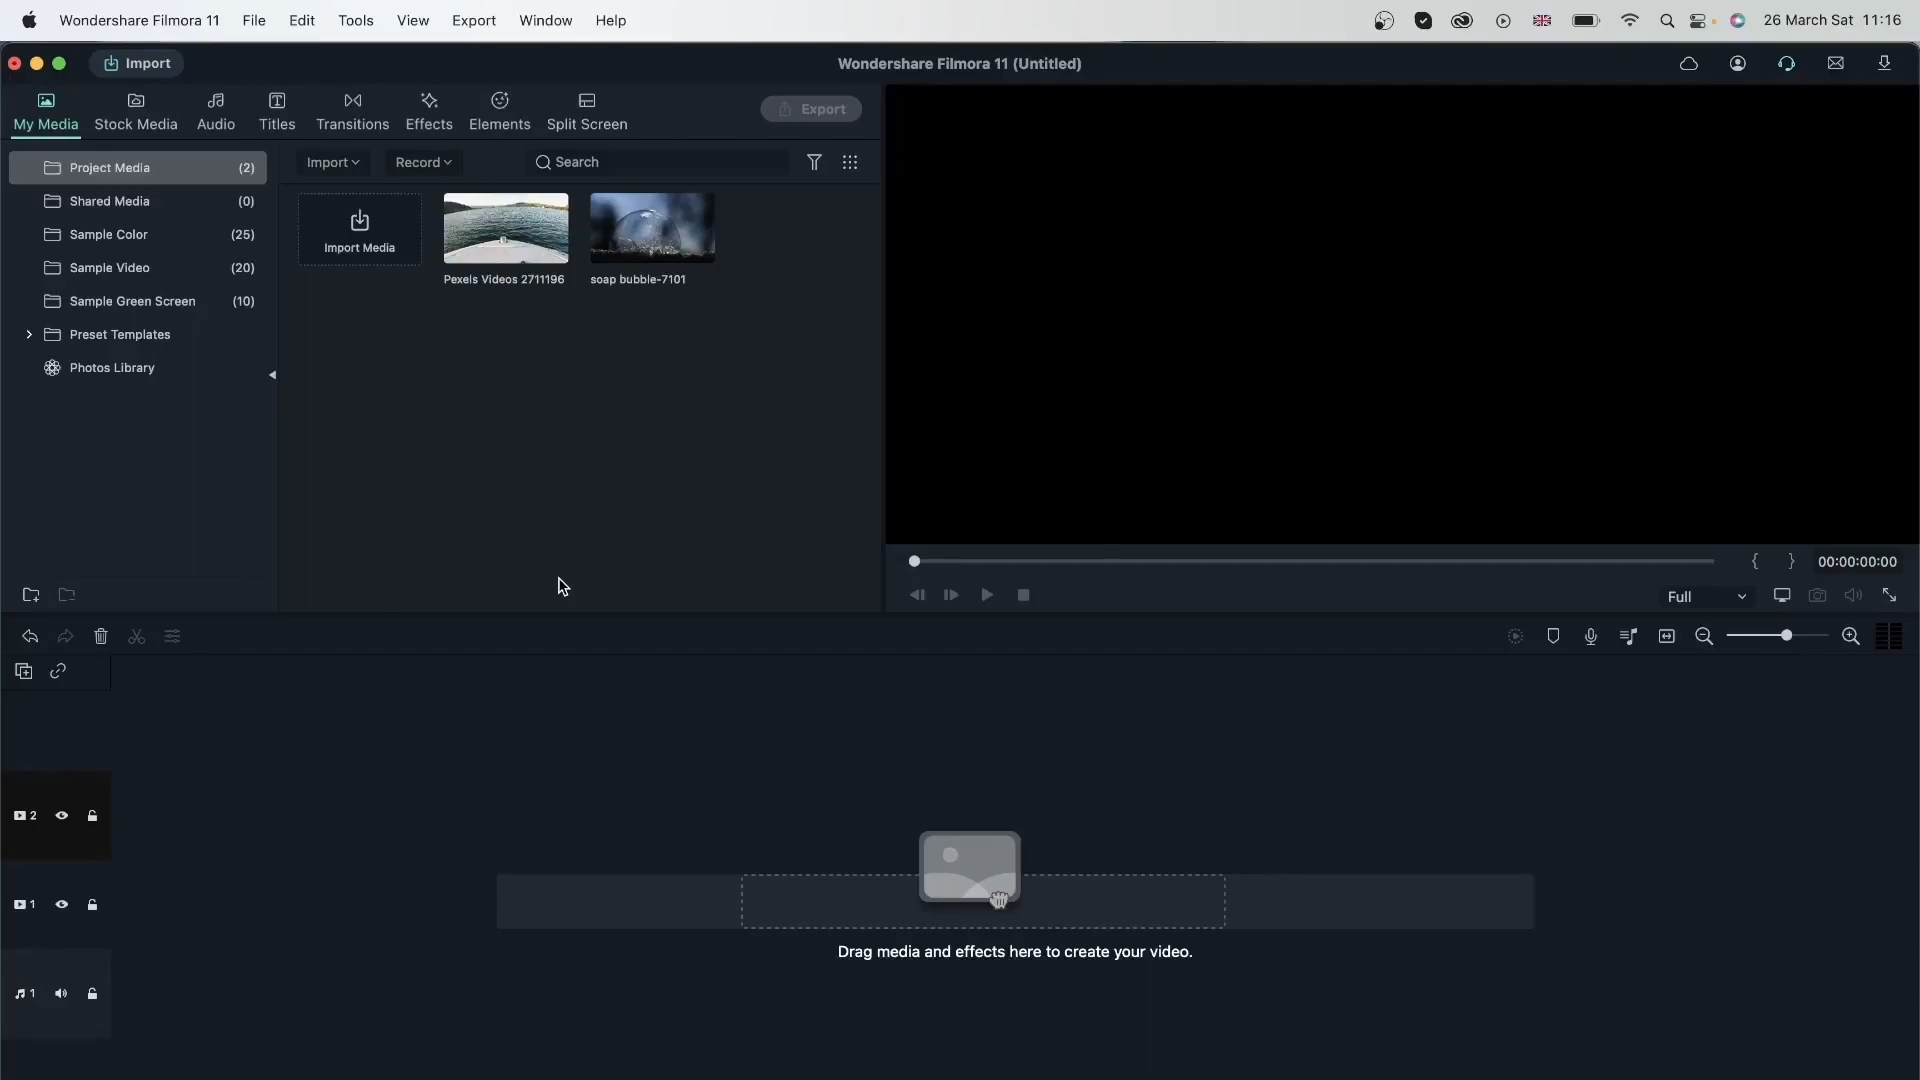 Wondershare Filmora 11 File Edit Tools View Export Window Help 26 March Sat 11:16
Import Wondershare Filmora 11 (Untitled)
My Media Stock Media Audio Titles Transitions Effects Elements Split Screen Export
Project Media (2)
Shared Media (0)
Sample Color (25)
Sample Video (20)
Sample Green Screen (10)
Preset Templates
Photos Library
Import Record Search
Import Media
Pexels Videos 2711196
soap bubble-7101
{ } 00:00:00:00
Full
2
1
Drag media and effects here to create your video.
1